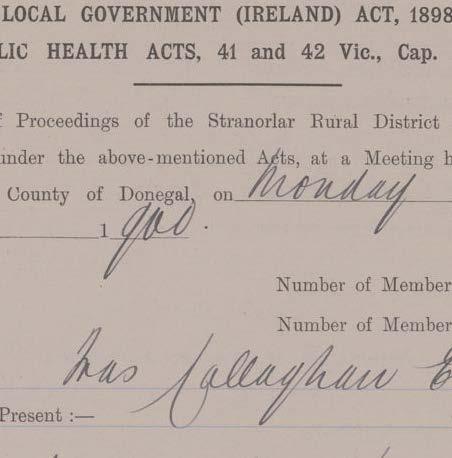 LOCAL GOVERNMENT (IRELAND) ACT, 1898
LIC HEALTH ACTS, 41 and 42 Vic., Cap.
f Proceedings of the Stranorlar Rural District
under the above-mentioned Acts, at a Meeting h
County of Donegal, on Monday
1900.
Number of Member
Number of Member
Jnas Callaghan E
Present :—